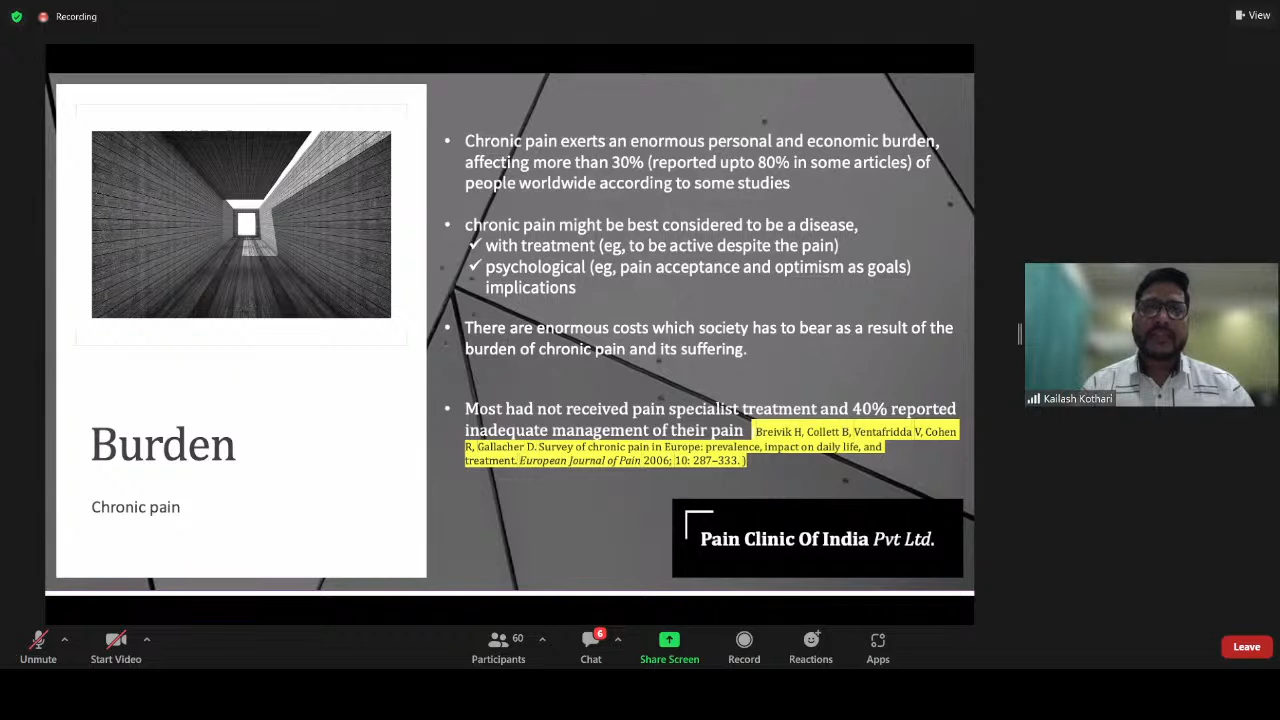 Recording
View
• Chronic pain exerts an enormous personal and economic burden,
affecting more than 30% (reported upto 80% in some articles) of
people worldwide according to some studies
• chronic pain might be best considered to be a disease,
✓ with treatment (eg, to be active despite the pain)
✓ psychological (eg, pain acceptance and optimism as goals)
implications
• There are enormous costs which society has to bear as a result of the
burden of chronic pain and its suffering.
• Most had not received pain specialist treatment and 40% reported
inadequate management of their pain Breivik H, Collett B, Ventafridda V, Cohen
R, Gallacher D. Survey of chronic pain in Europe: prevalence, impact on daily life, and
treatment. European Journal of Pain 2006; 10: 287–333. )
Burden
Chronic pain
Pain Clinic Of India Pvt Ltd.
Kailash Kothari
Unmute
Start Video
60
Participants
6
Chat
Share Screen
Record
Reactions
Apps
Leave